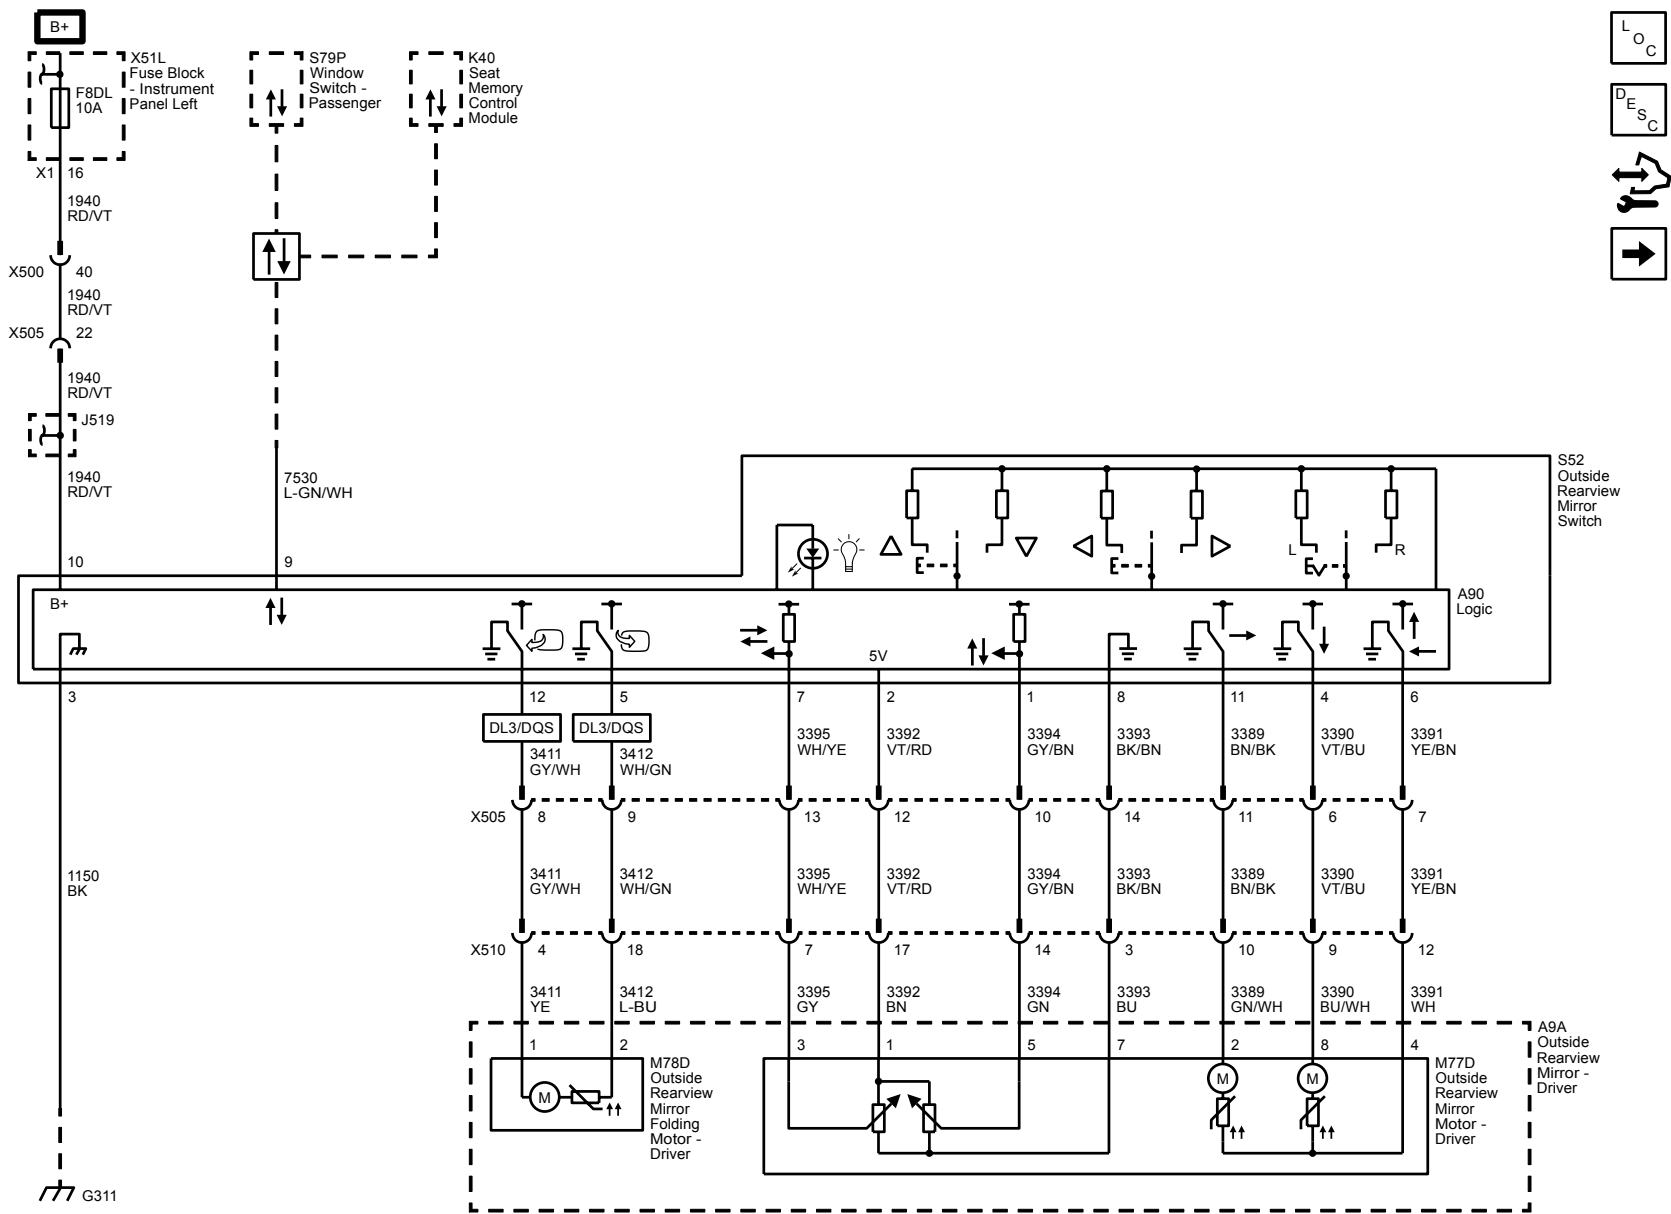 B+
X51L
Fuse Block
- Instrument
Panel Left
F8DL
10A
S79P
Window
Switch -
Passenger
K40
Seat
Memory
Control
Module
LOC
DESC
X1 16
1940
RD/VT
X500 40
1940
RD/VT
X505 22
1940
RD/VT
J519
1940
RD/VT
7530
L-GN/WH
S52
Outside
Rearview
Mirror
Switch
L
R
10
9
B+
A90
Logic
5V
3
12
5
7
2
1
8
11
4
6
DL3/DQS
DL3/DQS
3411
GY/WH
3412
WH/GN
3395
WH/YE
3392
VT/RD
3394
GY/BN
3393
BK/BN
3389
BN/BK
3390
VT/BU
3391
YE/BN
X505 8 9 13 12 10 14 11 6 7
1150
BK
3411
GY/WH
3412
WH/GN
3395
WH/YE
3392
VT/RD
3394
GY/BN
3393
BK/BN
3389
BN/BK
3390
VT/BU
3391
YE/BN
X510 4 18 7 17 14 3 10 9 12
3411
YE
3412
L-BU
3395
GY
3392
BN
3394
GN
3393
BU
3389
GN/WH
3390
BU/WH
3391
WH
A9A
Outside
Rearview
Mirror -
Driver
1
2
3
1
5
7
2
8
4
M
M78D
Outside
Rearview
Mirror
Folding
Motor -
Driver
M
M
M77D
Outside
Rearview
Mirror
Motor -
Driver
G311